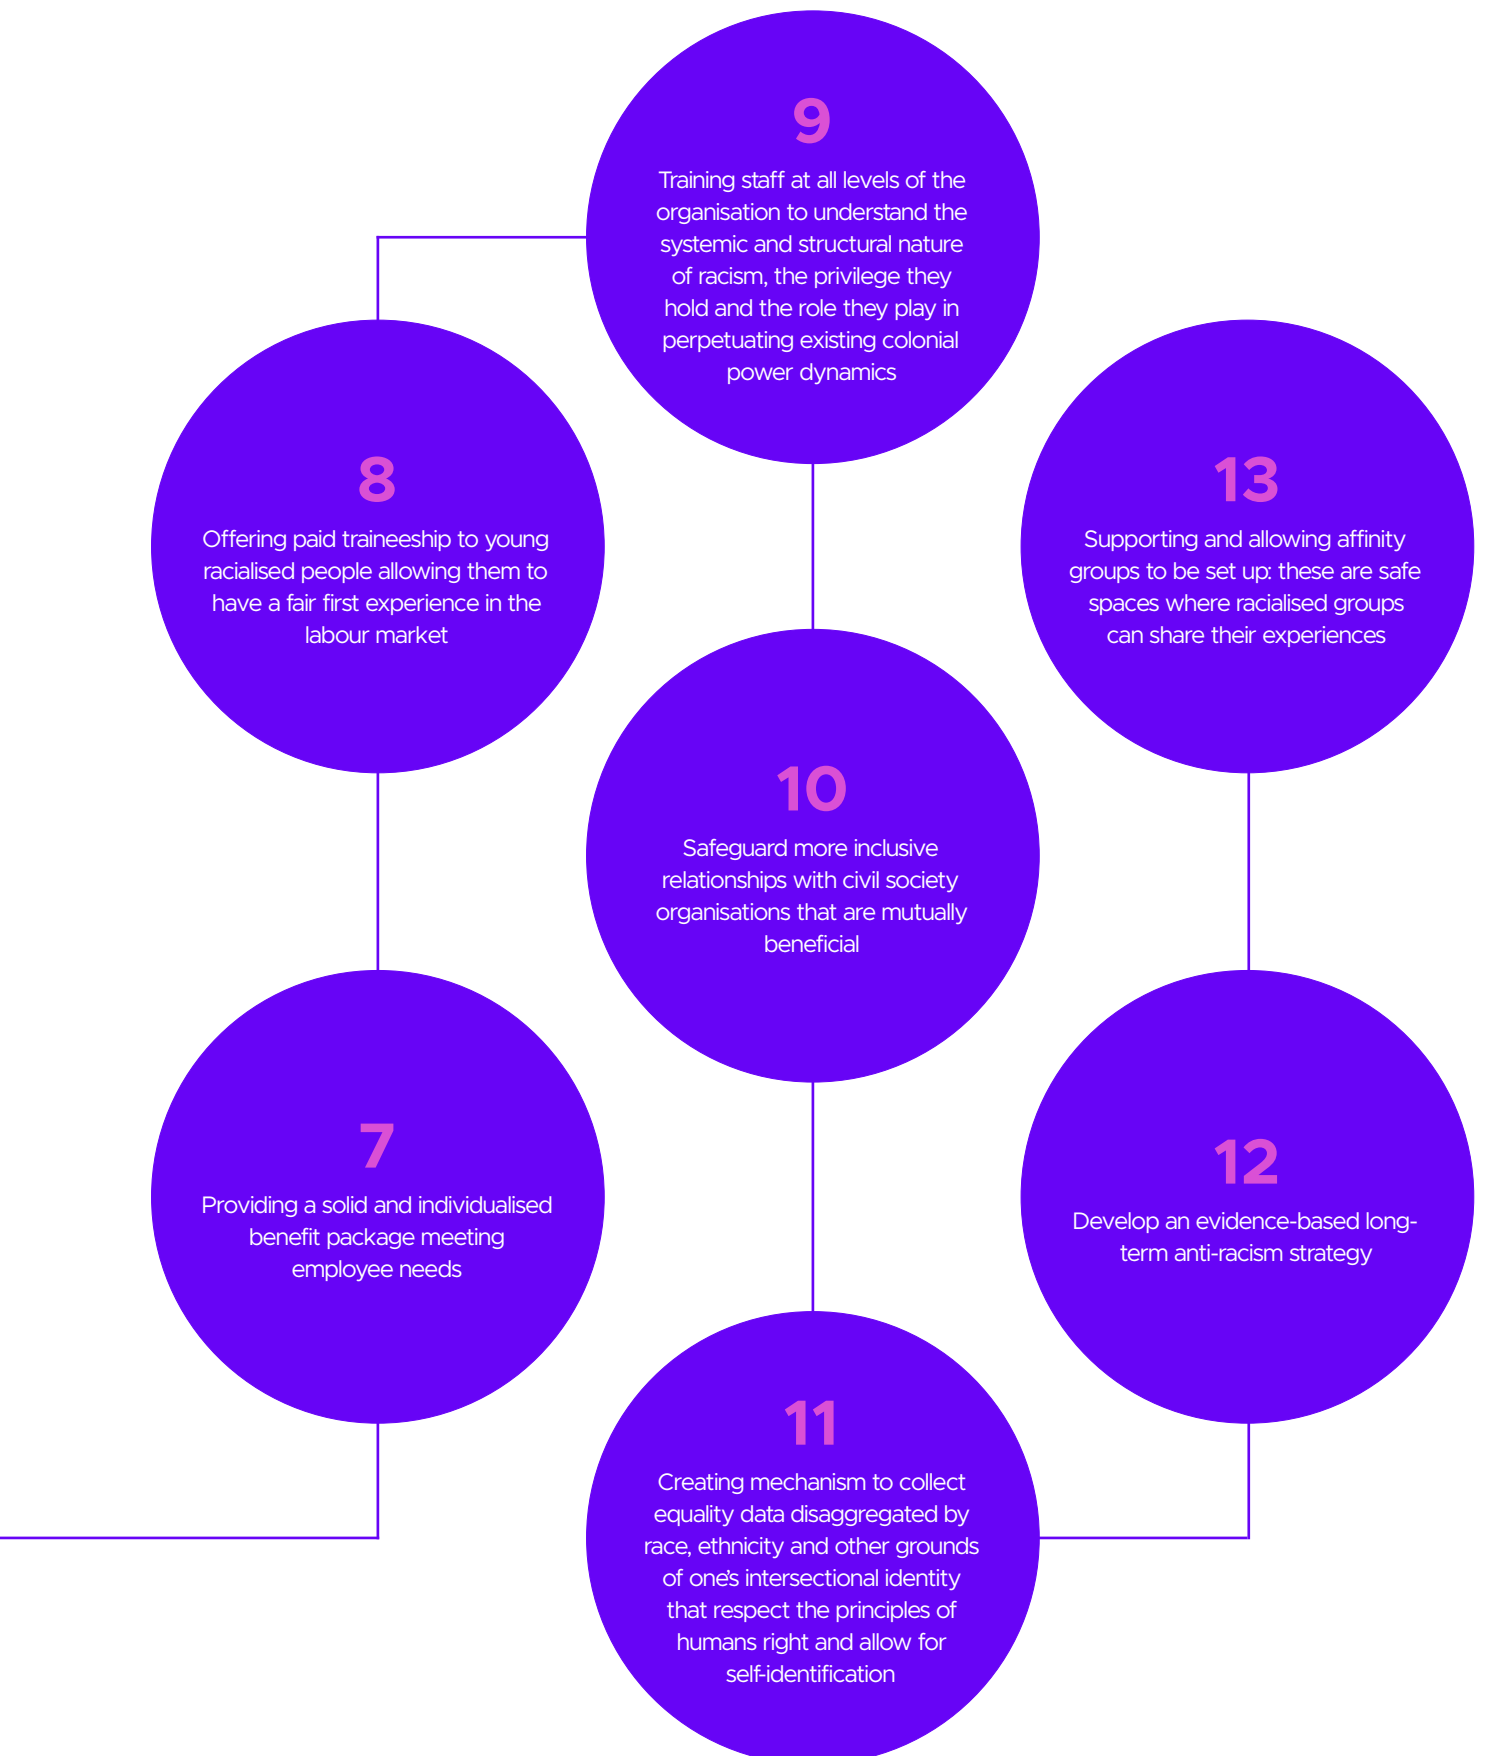 9
Training staff at all levels of the
organisation to understand the
systemic and structural nature
of racism, the privilege they
hold and the role they play in
perpetuating existing colonial
power dynamics
8
Offering paid traineeship to young
racialised people allowing them to
have a fair first experience in the
labour market
13
Supporting and allowing affinity
groups to be set up: these are safe
spaces where racialised groups
can share their experiences
10
Safeguard more inclusive
relationships with civil society
organisations that are mutually
beneficial
7
Providing a solid and individualised
benefit package meeting
employee needs
12
Develop an evidence-based long-
term anti-racism strategy
11
Creating mechanism to collect
equality data disaggregated by
race, ethnicity and other grounds
of one's intersectional identity
that respect the principles of
humans right and allow for
self-identification